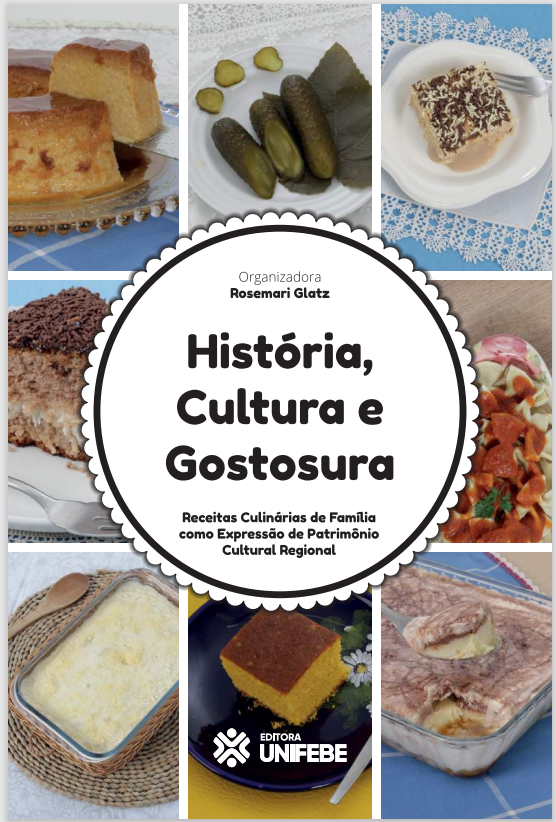 Organizadora
Rosemari Glatz
História,
Cultura e
Gostosura
Receitas Culinárias de Família
como Expressão de Patrimônio
Cultural Regional
EDITORA
UNIFEBE